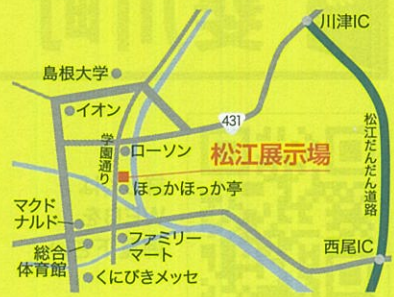 川津IC
島根大学
イオン
431
学園通り
ローソン
松江展示場
松江だんだん道路
ほっかほっか亭
マクド
ナルド
ファミリー
マート
総合
体育館
西尾IC
くにびきメッセ